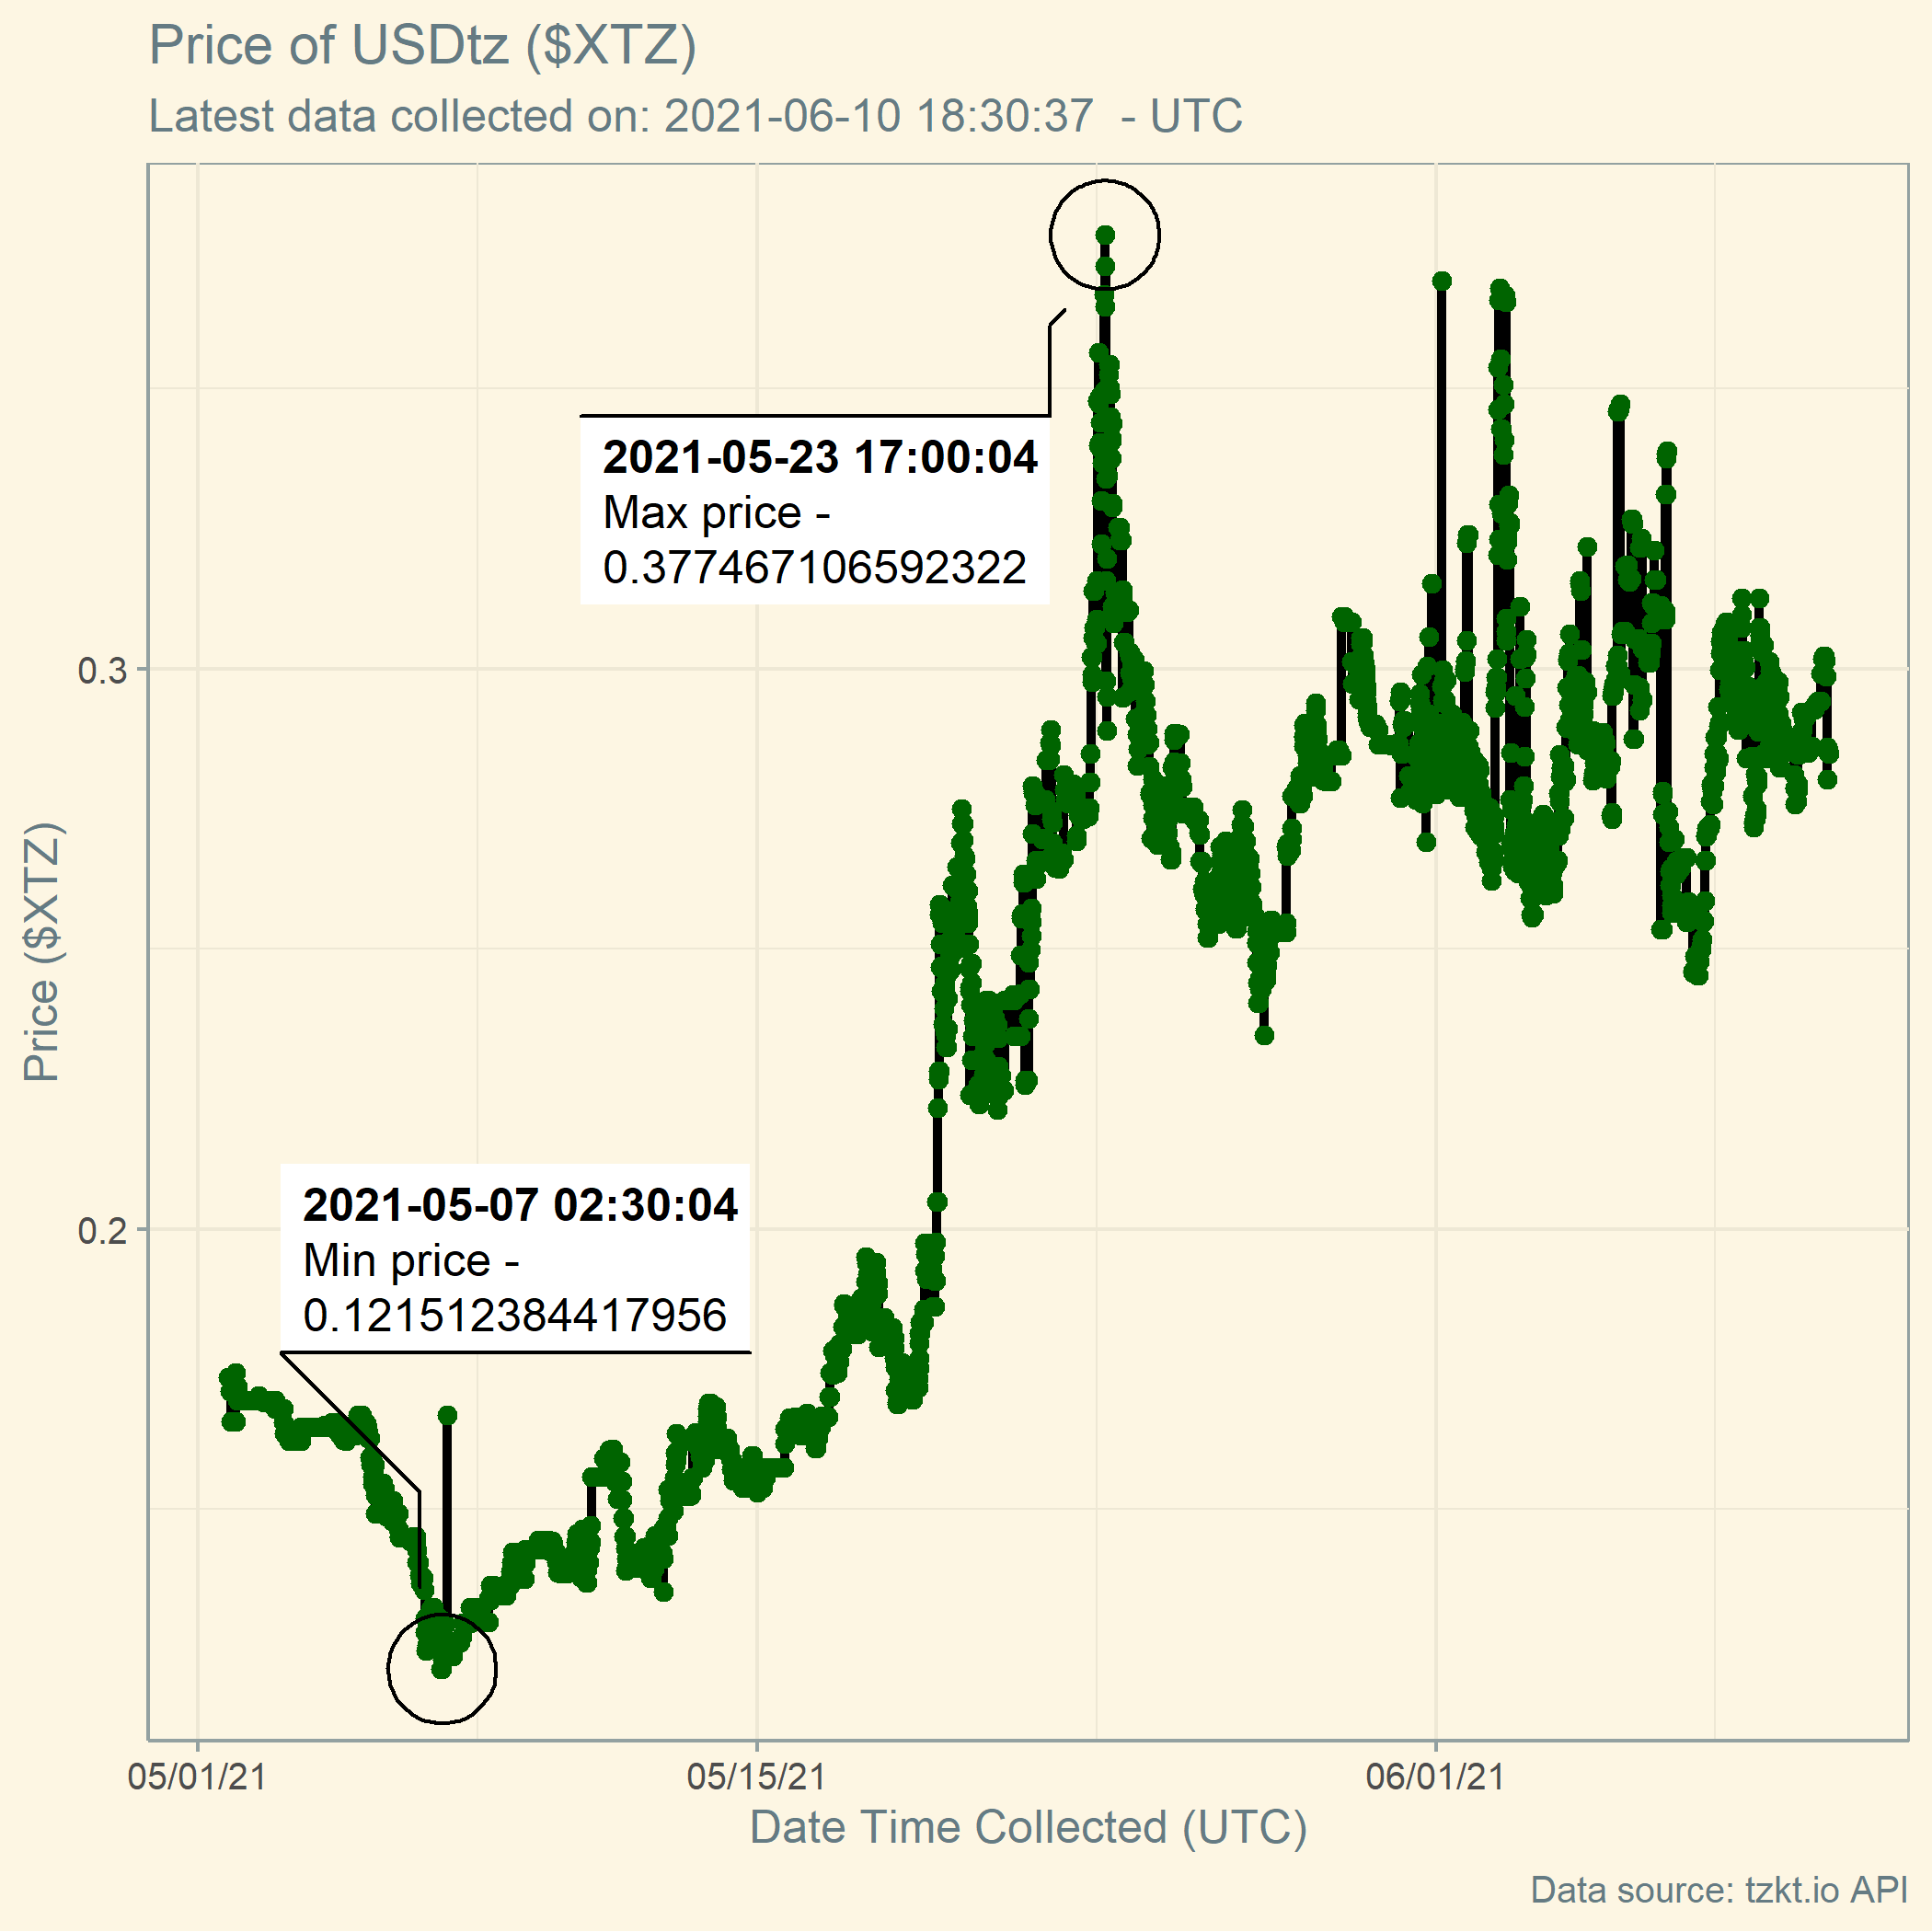 Price of USDtz ($XTZ)
Latest data collected on: 2021-06-10 18:30:37  - UTC
2021-05-23 17:00:04
Max price -
0.377467106592322
0.3
Price ($XTZ)
0.2
2021-05-07 02:30:04
Min price -
0.121512384417956
05/01/21
05/15/21
06/01/21
Date Time Collected (UTC)
Data source: tzkt.io API